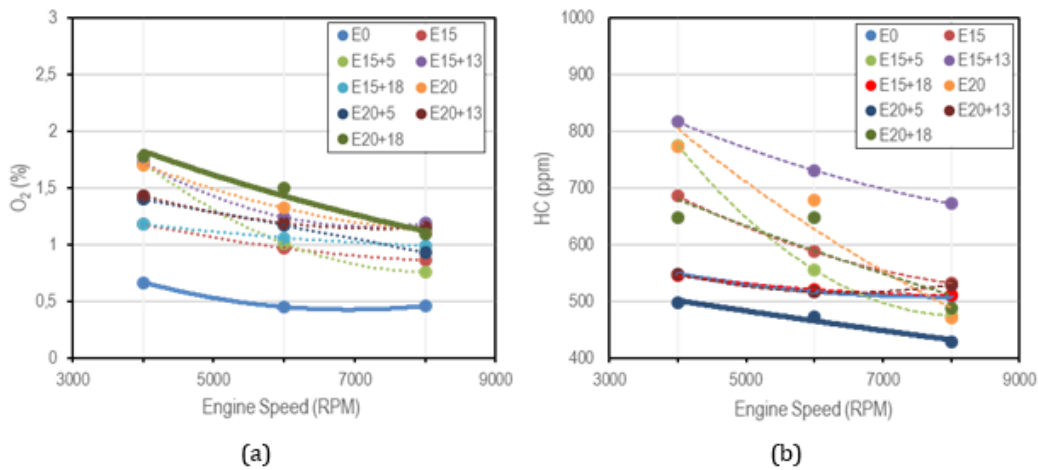 3
2,5
2
1,5
1
0,5
0
O2 (%)
3000 5000 7000 9000
Engine Speed (RPM)
E0 E15
E15+5 E15+13
E15+18 E20
E20+5 E20+13
E20+18
(a)
1000
900
800
700
600
500
400
HC (ppm)
3000 5000 7000 9000
Engine Speed (RPM)
E0 E15
E15+5 E15+13
E15+18 E20
E20+5 E20+13
E20+18
(b)